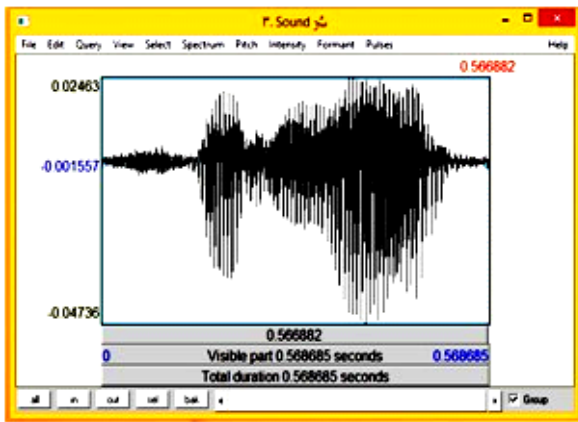 ۳. Sound شر
File Edit Query View Select Spectrum Pitch Intensity Formant Pulses Help
0.566882
0.02463
-0.001557
-0.04736
0.566882
0 Visible part 0.568685 seconds 0.568685
Total duration 0.568685 seconds
all in out sel bak Group